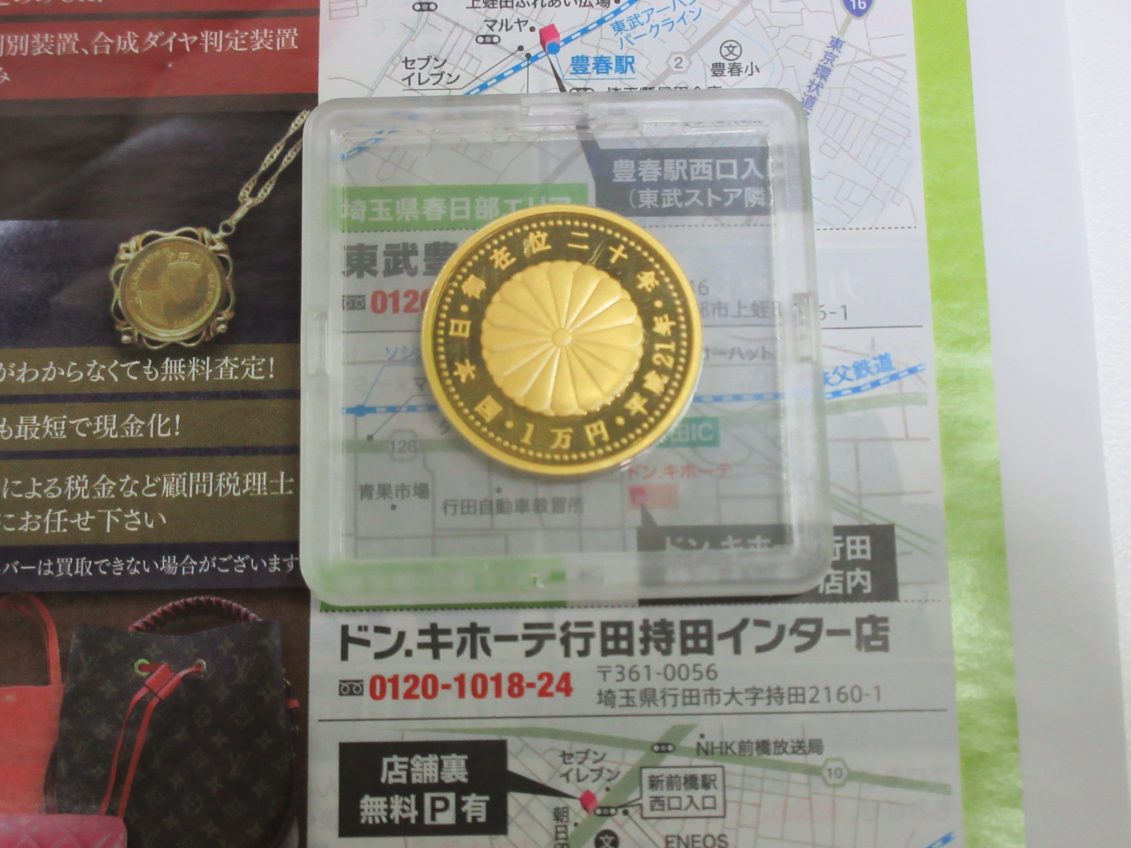 別装置、合成ダイヤ判定装置
がわからなくても無料査定!
も最短で現金化!
による税金など顧問税理士
にお任せ下さい
バーは買取できない場合がございます
上蛭田ふれあい広場
マルヤ
東武アーバン
パークライン
16
東京環状道
セブン
イレブン
豊春駅
2
文
豊春小
豊春駅西口入
(東武ストア隣)
埼玉県春日部エリア
東武豊
0120
46
市上蛭
6-1
日本国・御在位二十年・平成21年・1万円
秩父鉄道
128
青果市場
行田自動車教習所
IC
ドン.キホーテ
行田
店内
ドン.キホーテ行田持田インター店
0120-1018-24
〒361-0056
埼玉県行田市大字持田2160-1
店舗裏
無料P有
セブン
イレブン
NHK前橋放送局
10
新前橋駅
西口入口
文
ENEOS